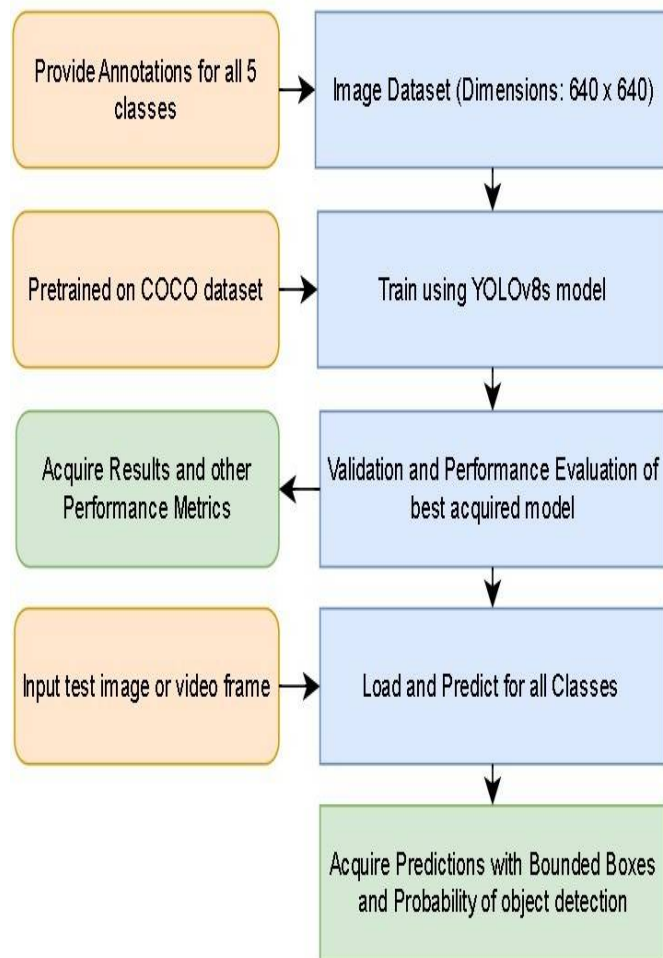 Provide Annotations for all 5
classes
Image Dataset (Dimensions: 640 x 640)
Pretrained on COCO dataset
Train using YOLOv8s model
Acquire Results and other
Performance Metrics
Validation and Performance Evaluation of
best acquired model
Input test image or video frame
Load and Predict for all Classes
Acquire Predictions with Bounded Boxes
and Probability of object detection